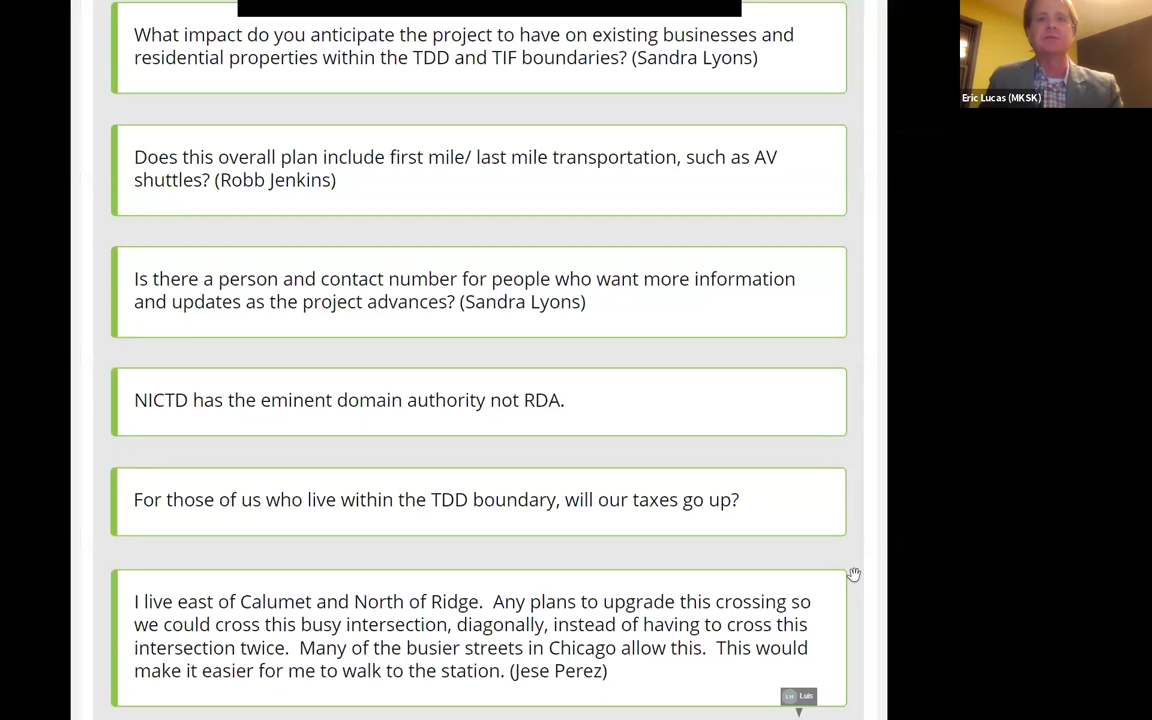 What impact do you anticipate the project to have on existing businesses and
residential properties within the TDD and TIF boundaries? (Sandra Lyons)
Eric Lucas (MKSK)
Does this overall plan include first mile/ last mile transportation, such as AV
shuttles? (Robb Jenkins)
Is there a person and contact number for people who want more information
and updates as the project advances? (Sandra Lyons)
NICTD has the eminent domain authority not RDA.
For those of us who live within the TDD boundary, will our taxes go up?
I live east of Calumet and North of Ridge.  Any plans to upgrade this crossing so
we could cross this busy intersection, diagonally, instead of having to cross this
intersection twice.  Many of the busier streets in Chicago allow this.  This would
make it easier for me to walk to the station. (Jese Perez)
LH Luis